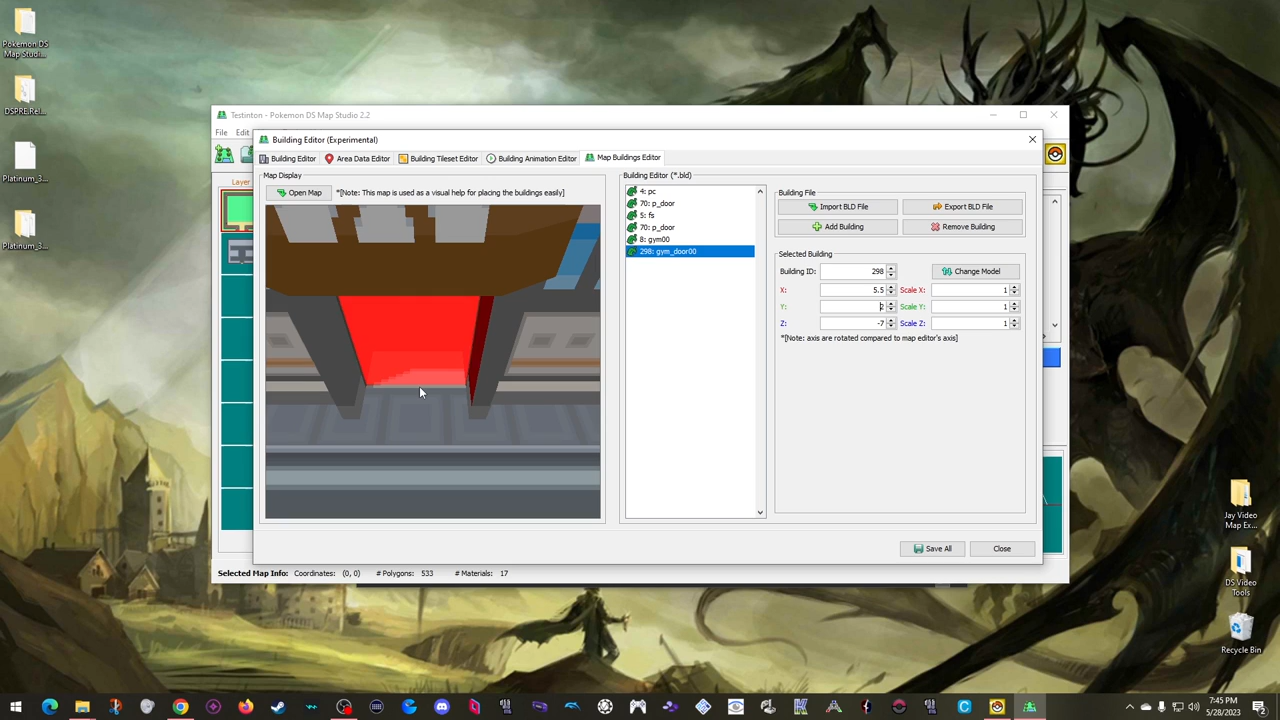 Pokemon DS
Map Studi...
DSPRE.Rel...
Platinum_3...
Platinum_3...
Testinton - Pokemon DS Map Studio 2.2
File Edit
Layer
Building Editor (Experimental)
Building Editor Area Data Editor Building Tileset Editor Building Animation Editor Map Buildings Editor
Map Display
Open Map *[Note: This map is used as a visual help for placing the buildings easily]
Building Editor (*.bld)
4: pc
70: p_door
5: fs
70: p_door
8: gym00
298: gym_door00
Building File
Import BLD File Export BLD File
Add Building Remove Building
Selected Building
Building ID: 298 Change Model
X: 5.5 Scale X: 1
Y: 2 Scale Y: 1
Z: -7 Scale Z: 1
*[Note: axis are rotated compared to map editor's axis]
Save All Close
Selected Map Info: Coordinates: (0, 0) # Polygons: 533 # Materials: 17
Jay Video
Map Ex...
DS Video
Tools
Recycle Bin
7:45 PM
5/28/2023
2